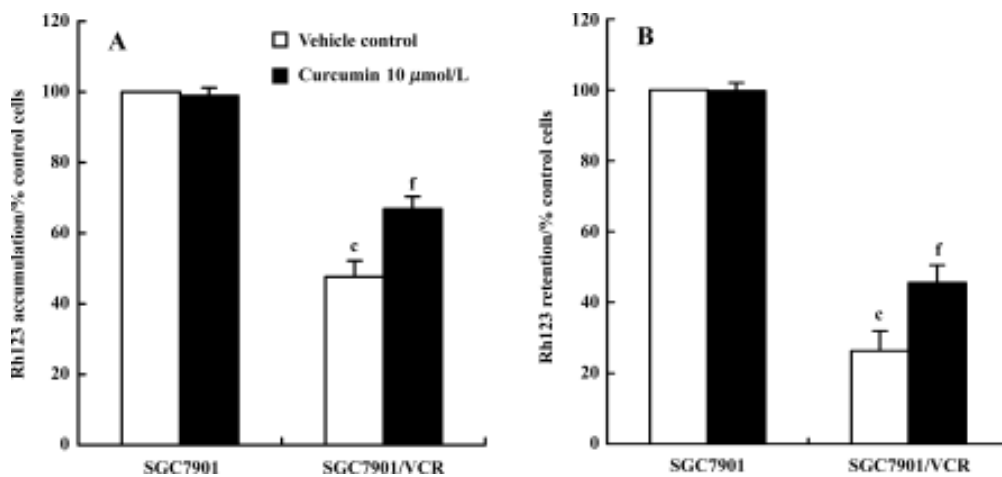 A
Vehicle control
Curcumin 10 μmol/L
Rh123 accumulation/% control cells
120
100
80
60
40
20
0
c
f
SGC7901
SGC7901/VCR
B
Rh123 retention/% control cells
120
100
80
60
40
20
0
c
f
SGC7901
SGC7901/VCR